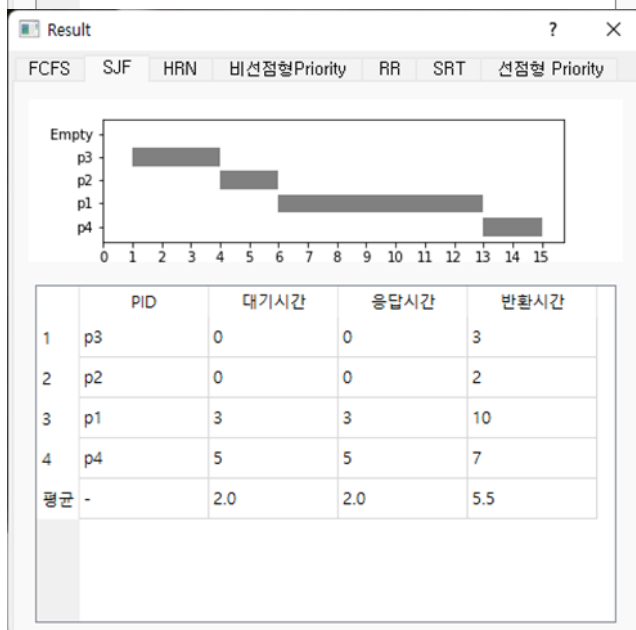 Result ? ×
FCFS SJF HRN 비선점형Priority RR SRT 선점형 Priority
Empty
p3
p2
p1
p4
0 1 2 3 4 5 6 7 8 9 10 11 12 13 14 15
PID 대기시간 응답시간 반환시간
1 p3 0 0 3
2 p2 0 0 2
3 p1 3 3 10
4 p4 5 5 7
평균 - 2.0 2.0 5.5